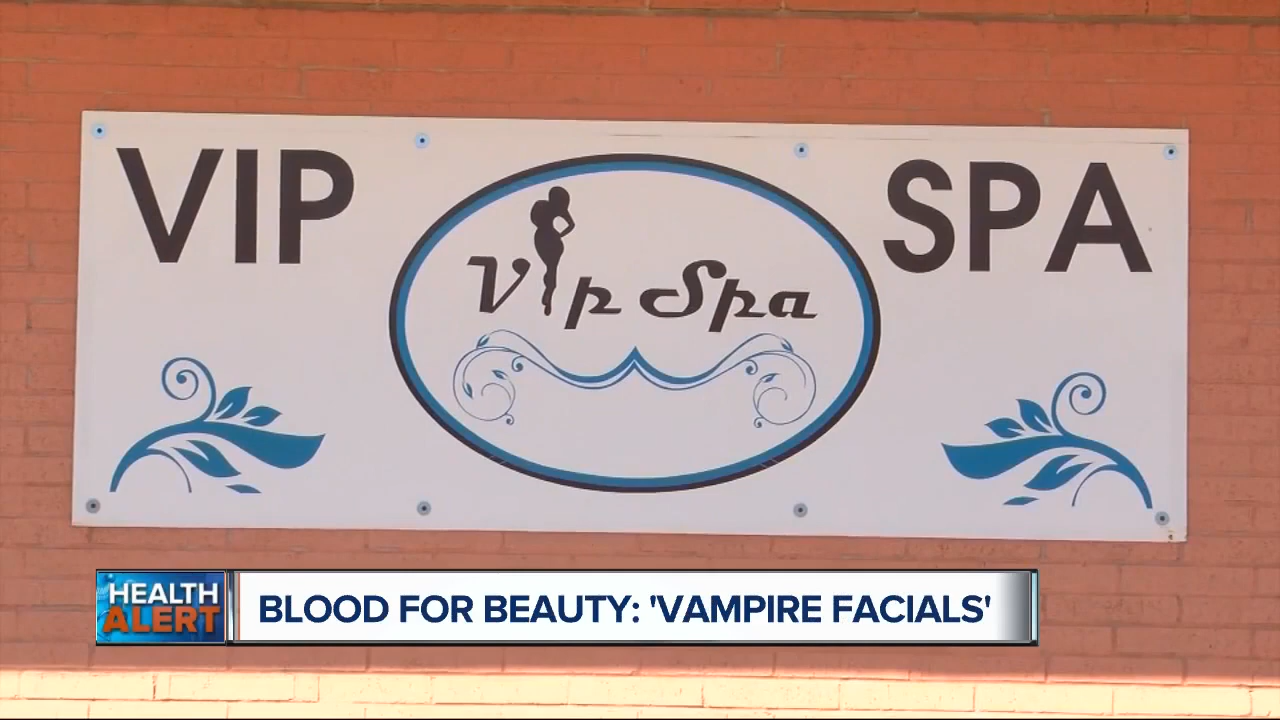 VIP
Vip Spa
SPA
HEALTH
ALERT
BLOOD FOR BEAUTY: 'VAMPIRE FACIALS'